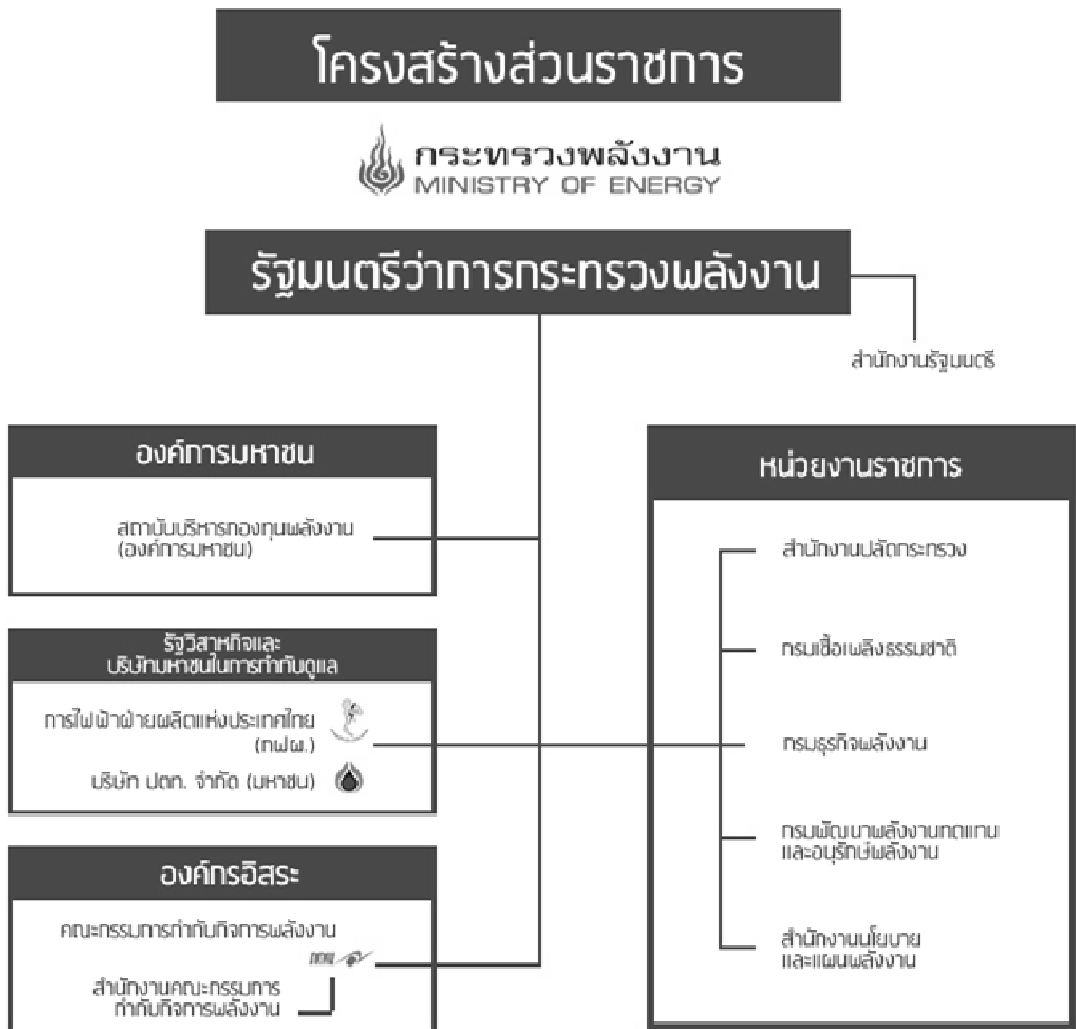 โครงสร้างส่วนราชการ
กระทรวงพลังงาน
MINISTRY OF ENERGY
รัฐมนตรีว่าการกระทรวงพลังงาน
สำนักงานรัฐมนตรี
องค์การมหาชน
สถาบันบริหารกองทุนพลังงาน
(องค์การมหาชน)
รัฐวิสาหกิจและ
บริษัทมหาชนในการกำกับดูแล
การไฟฟ้าฝ่ายผลิตแห่งประเทศไทย
(กฟผ.)
บริษัท ปตท. จำกัด (มหาชน)
องค์กรอิสระ
คณะกรรมการกำกับกิจการพลังงาน
สำนักงานคณะกรรมการ
กำกับกิจการพลังงาน
หน่วยงานราชการ
สำนักงานปลัดกระทรวง
กรมเชื้อเพลิงธรรมชาติ
กรมธุรกิจพลังงาน
กรมพัฒนาพลังงานทดแทน
และอนุรักษ์พลังงาน
สำนักงานนโยบาย
และแผนพลังงาน